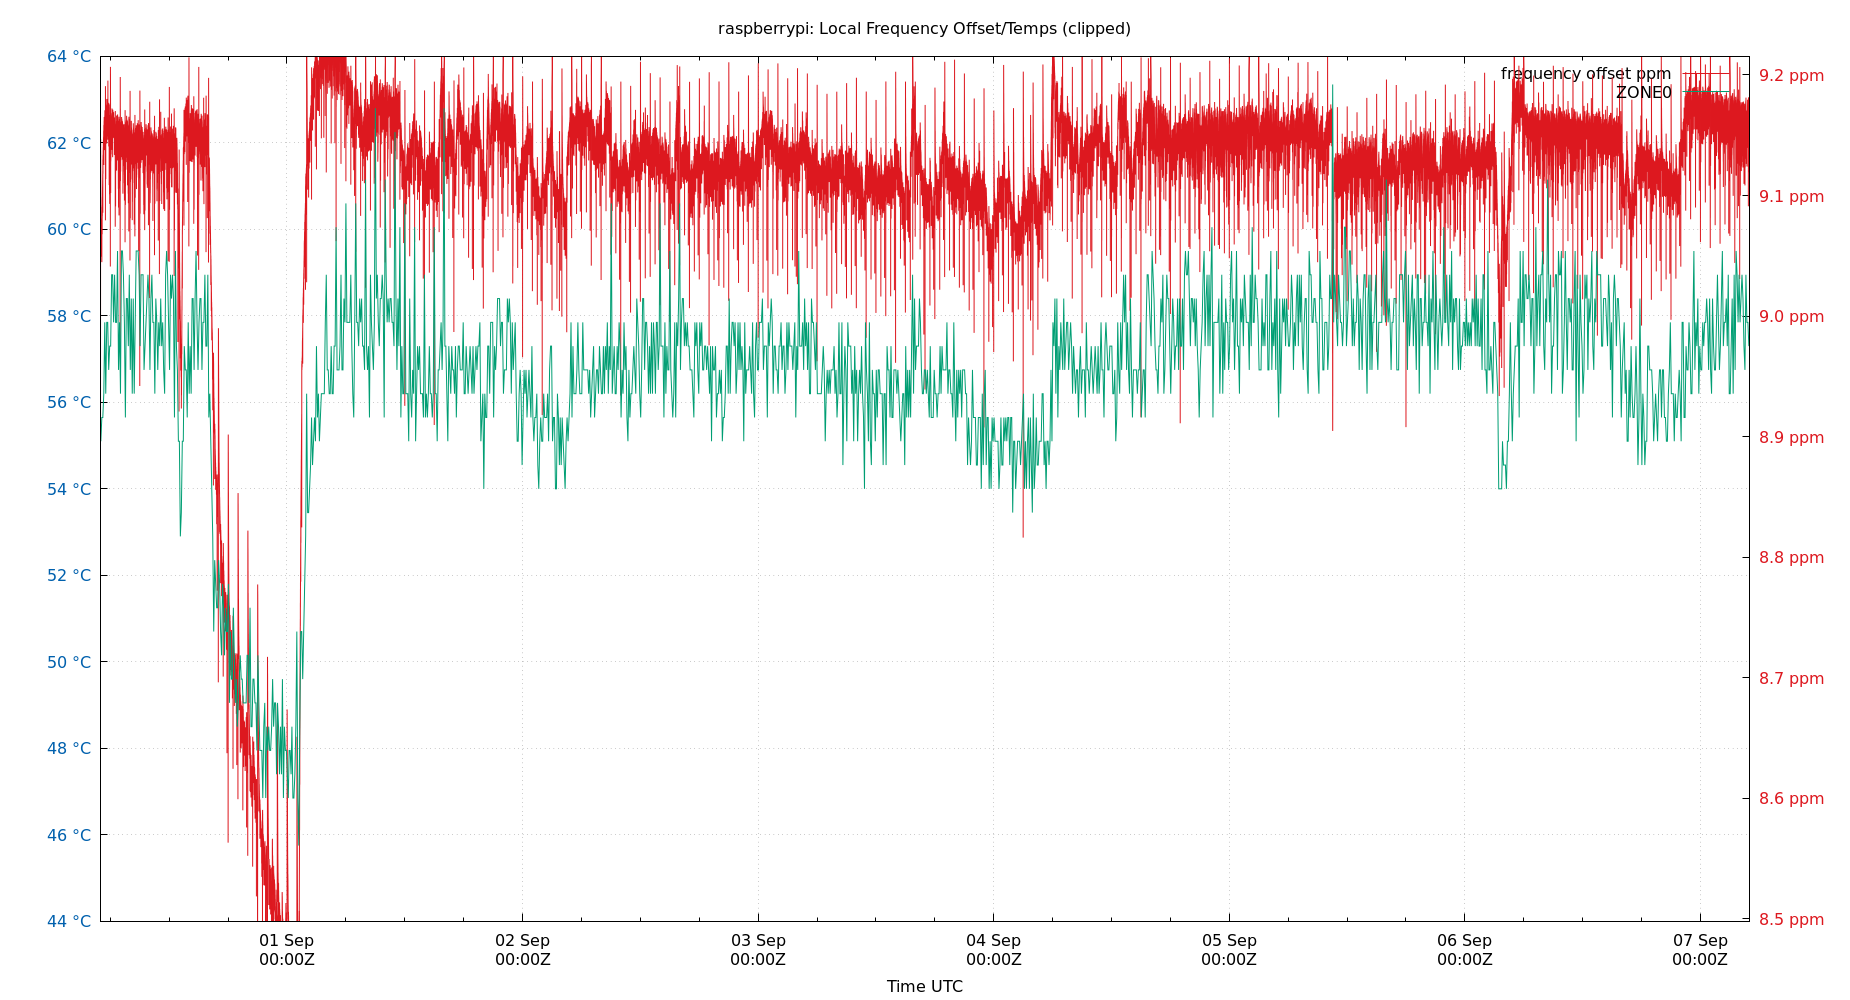 raspberrypi: Local Frequency Offset/Temps (clipped)
64 °C
62 °C
60 °C
58 °C
56 °C
54 °C
52 °C
50 °C
48 °C
46 °C
44 °C
frequency offset ppm
ZONE0
9.2 ppm
9.1 ppm
9.0 ppm
8.9 ppm
8.8 ppm
8.7 ppm
8.6 ppm
8.5 ppm
01 Sep
00:00Z
02 Sep
00:00Z
03 Sep
00:00Z
04 Sep
00:00Z
05 Sep
00:00Z
06 Sep
00:00Z
07 Sep
00:00Z
Time UTC